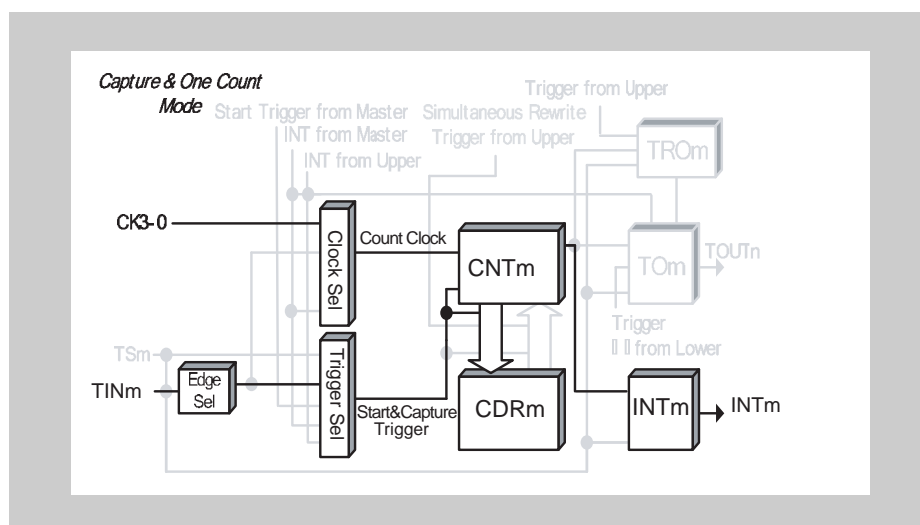 Capture & One Count
Mode
Trigger from Upper
Start Trigger from Master
Simultaneous Rewrite
INT from Master
Trigger from Upper
INT from Upper
TROm
CK3-0
Clock Sel
Count Clock
CNTm
TOm
TOUTn
Trigger
from Lower
TSm
TINm
Edge
Sel
Trigger Sel
Start&Capture
Trigger
CDRm
INTm
INTm